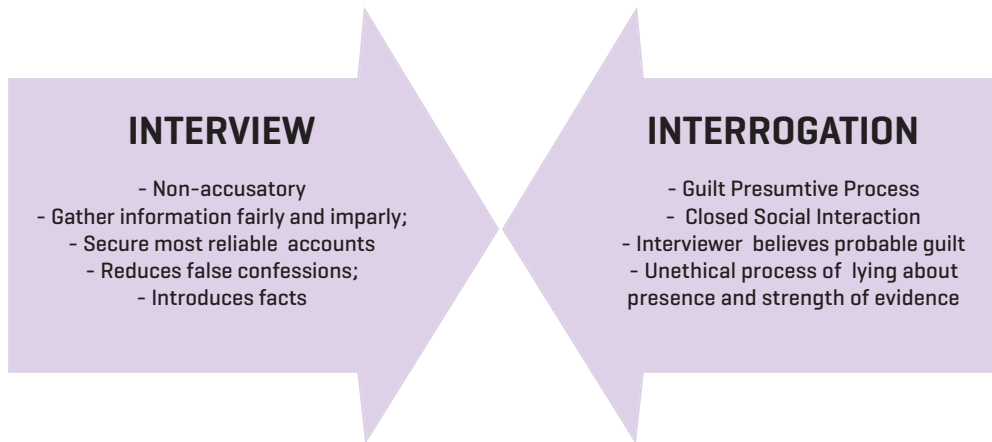 INTERVIEW
- Non-accusatory
- Gather information fairly and imparly;
- Secure most reliable accounts
- Reduces false confessions;
- Introduces facts
INTERROGATION
- Guilt Presumtive Process
- Closed Social Interaction
- Interviewer believes probable guilt
- Unethical process of lying about
presence and strength of evidence